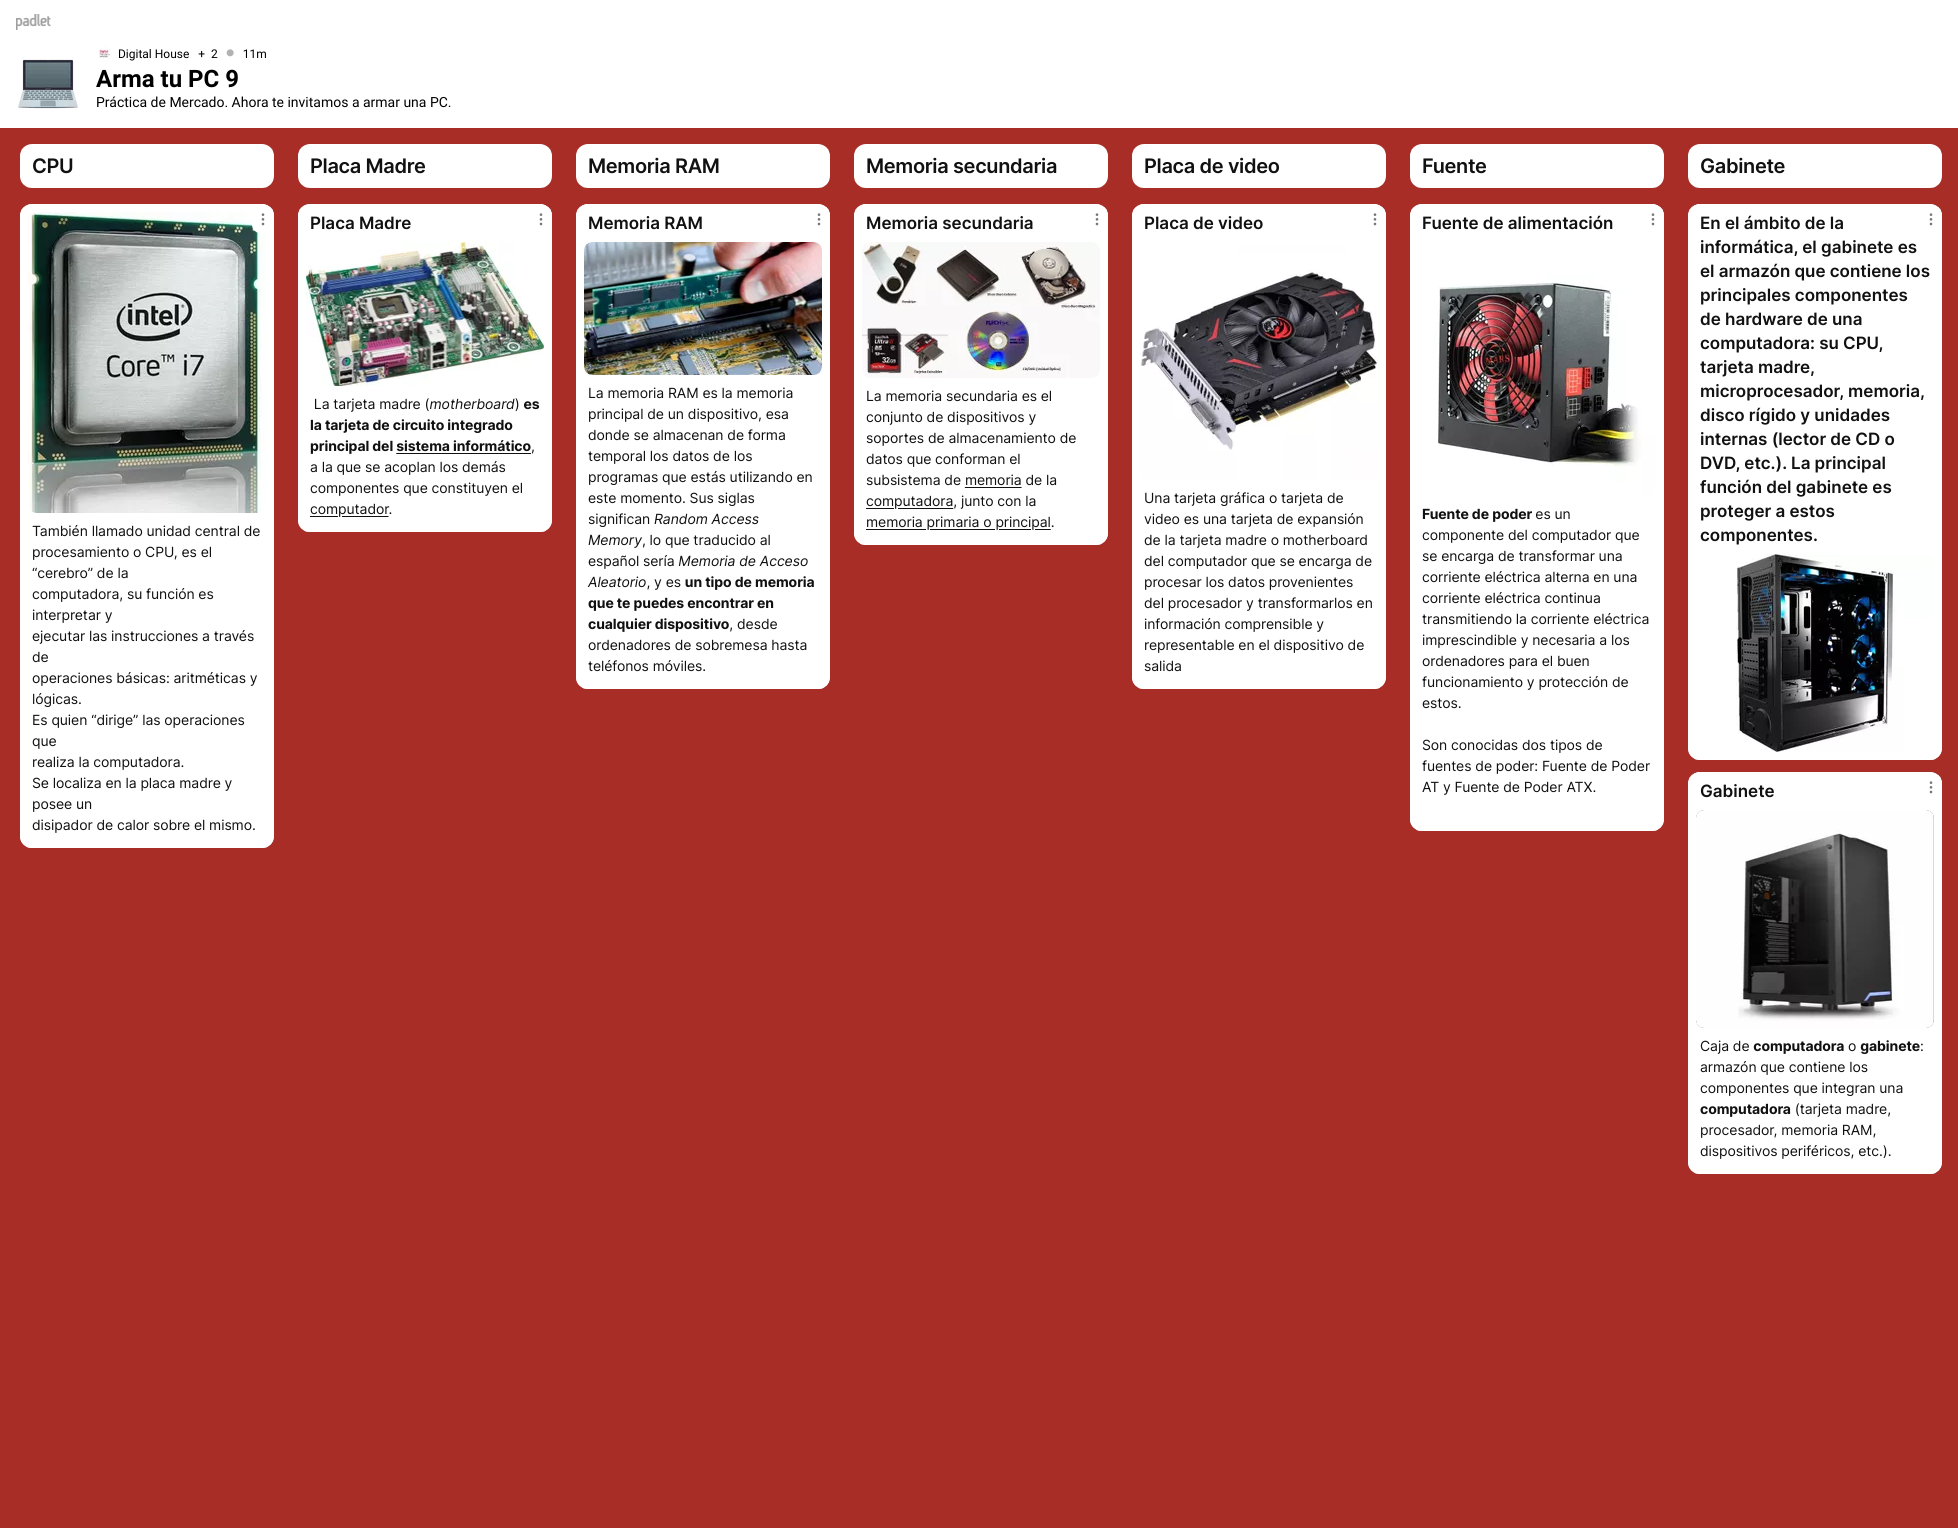 padlet
Digital House + 2 11m
Arma tu PC 9
Práctica de Mercado. Ahora te invitamos a armar una PC.
CPU
intel
Core™ i7
También llamado unidad central de
procesamiento o CPU, es el
“cerebro” de la
computadora, su función es
interpretar y
ejecutar las instrucciones a través
de
operaciones básicas: aritméticas y
lógicas.
Es quien “dirige” las operaciones
que
realiza la computadora.
Se localiza en la placa madre y
posee un
disipador de calor sobre el mismo.
Placa Madre
Placa Madre
La tarjeta madre (motherboard) es
la tarjeta de circuito integrado
principal del sistema informático,
a la que se acoplan los demás
componentes que constituyen el
computador.
Memoria RAM
Memoria RAM
La memoria RAM es la memoria
principal de un dispositivo, esa
donde se almacenan de forma
temporal los datos de los
programas que estás utilizando en
este momento. Sus siglas
significan Random Access
Memory, lo que traducido al
español sería Memoria de Acceso
Aleatorio, y es un tipo de memoria
que te puedes encontrar en
cualquier dispositivo, desde
ordenadores de sobremesa hasta
teléfonos móviles.
Memoria secundaria
Memoria secundaria
Ultra
32GB
La memoria secundaria es el
conjunto de dispositivos y
soportes de almacenamiento de
datos que conforman el
subsistema de memoria de la
computadora, junto con la
memoria primaria o principal.
Placa de video
Placa de video
Una tarjeta gráfica o tarjeta de
video es una tarjeta de expansión
de la tarjeta madre o motherboard
del computador que se encarga de
procesar los datos provenientes
del procesador y transformarlos en
información comprensible y
representable en el dispositivo de
salida
Fuente
Fuente de alimentación
MARS
Fuente de poder es un
componente del computador que
se encarga de transformar una
corriente eléctrica alterna en una
corriente eléctrica continua
transmitiendo la corriente eléctrica
imprescindible y necesaria a los
ordenadores para el buen
funcionamiento y protección de
estos.
Son conocidas dos tipos de
fuentes de poder: Fuente de Poder
AT y Fuente de Poder ATX.
Gabinete
En el ámbito de la
informática, el gabinete es
el armazón que contiene los
principales componentes
de hardware de una
computadora: su CPU,
tarjeta madre,
microprocesador, memoria,
disco rígido y unidades
internas (lector de CD o
DVD, etc.). La principal
función del gabinete es
proteger a estos
componentes.
Gabinete
Caja de computadora o gabinete:
armazón que contiene los
componentes que integran una
computadora (tarjeta madre,
procesador, memoria RAM,
dispositivos periféricos, etc.).